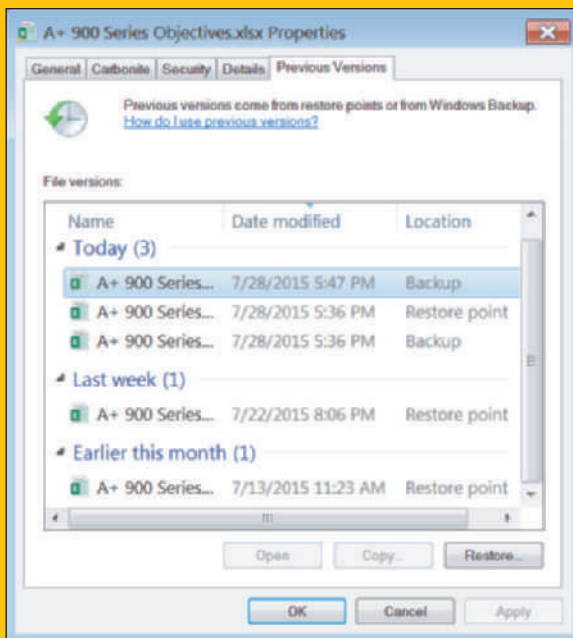 A+ 900 Series Objectives.xlsx Properties
General Carbonite Security Details Previous Versions
Previous versions come from restore points or from Windows Backup.
How do I use previous versions?
File versions:
Name Date modified Location
Today (3)
A+ 900 Series... 7/28/2015 5:47 PM Backup
A+ 900 Series... 7/28/2015 5:36 PM Restore point
A+ 900 Series... 7/28/2015 5:36 PM Backup
Last week (1)
A+ 900 Series... 7/22/2015 8:06 PM Restore point
Earlier this month (1)
A+ 900 Series... 7/13/2015 11:23 AM Restore point
Open Copy... Restore...
OK Cancel Apply